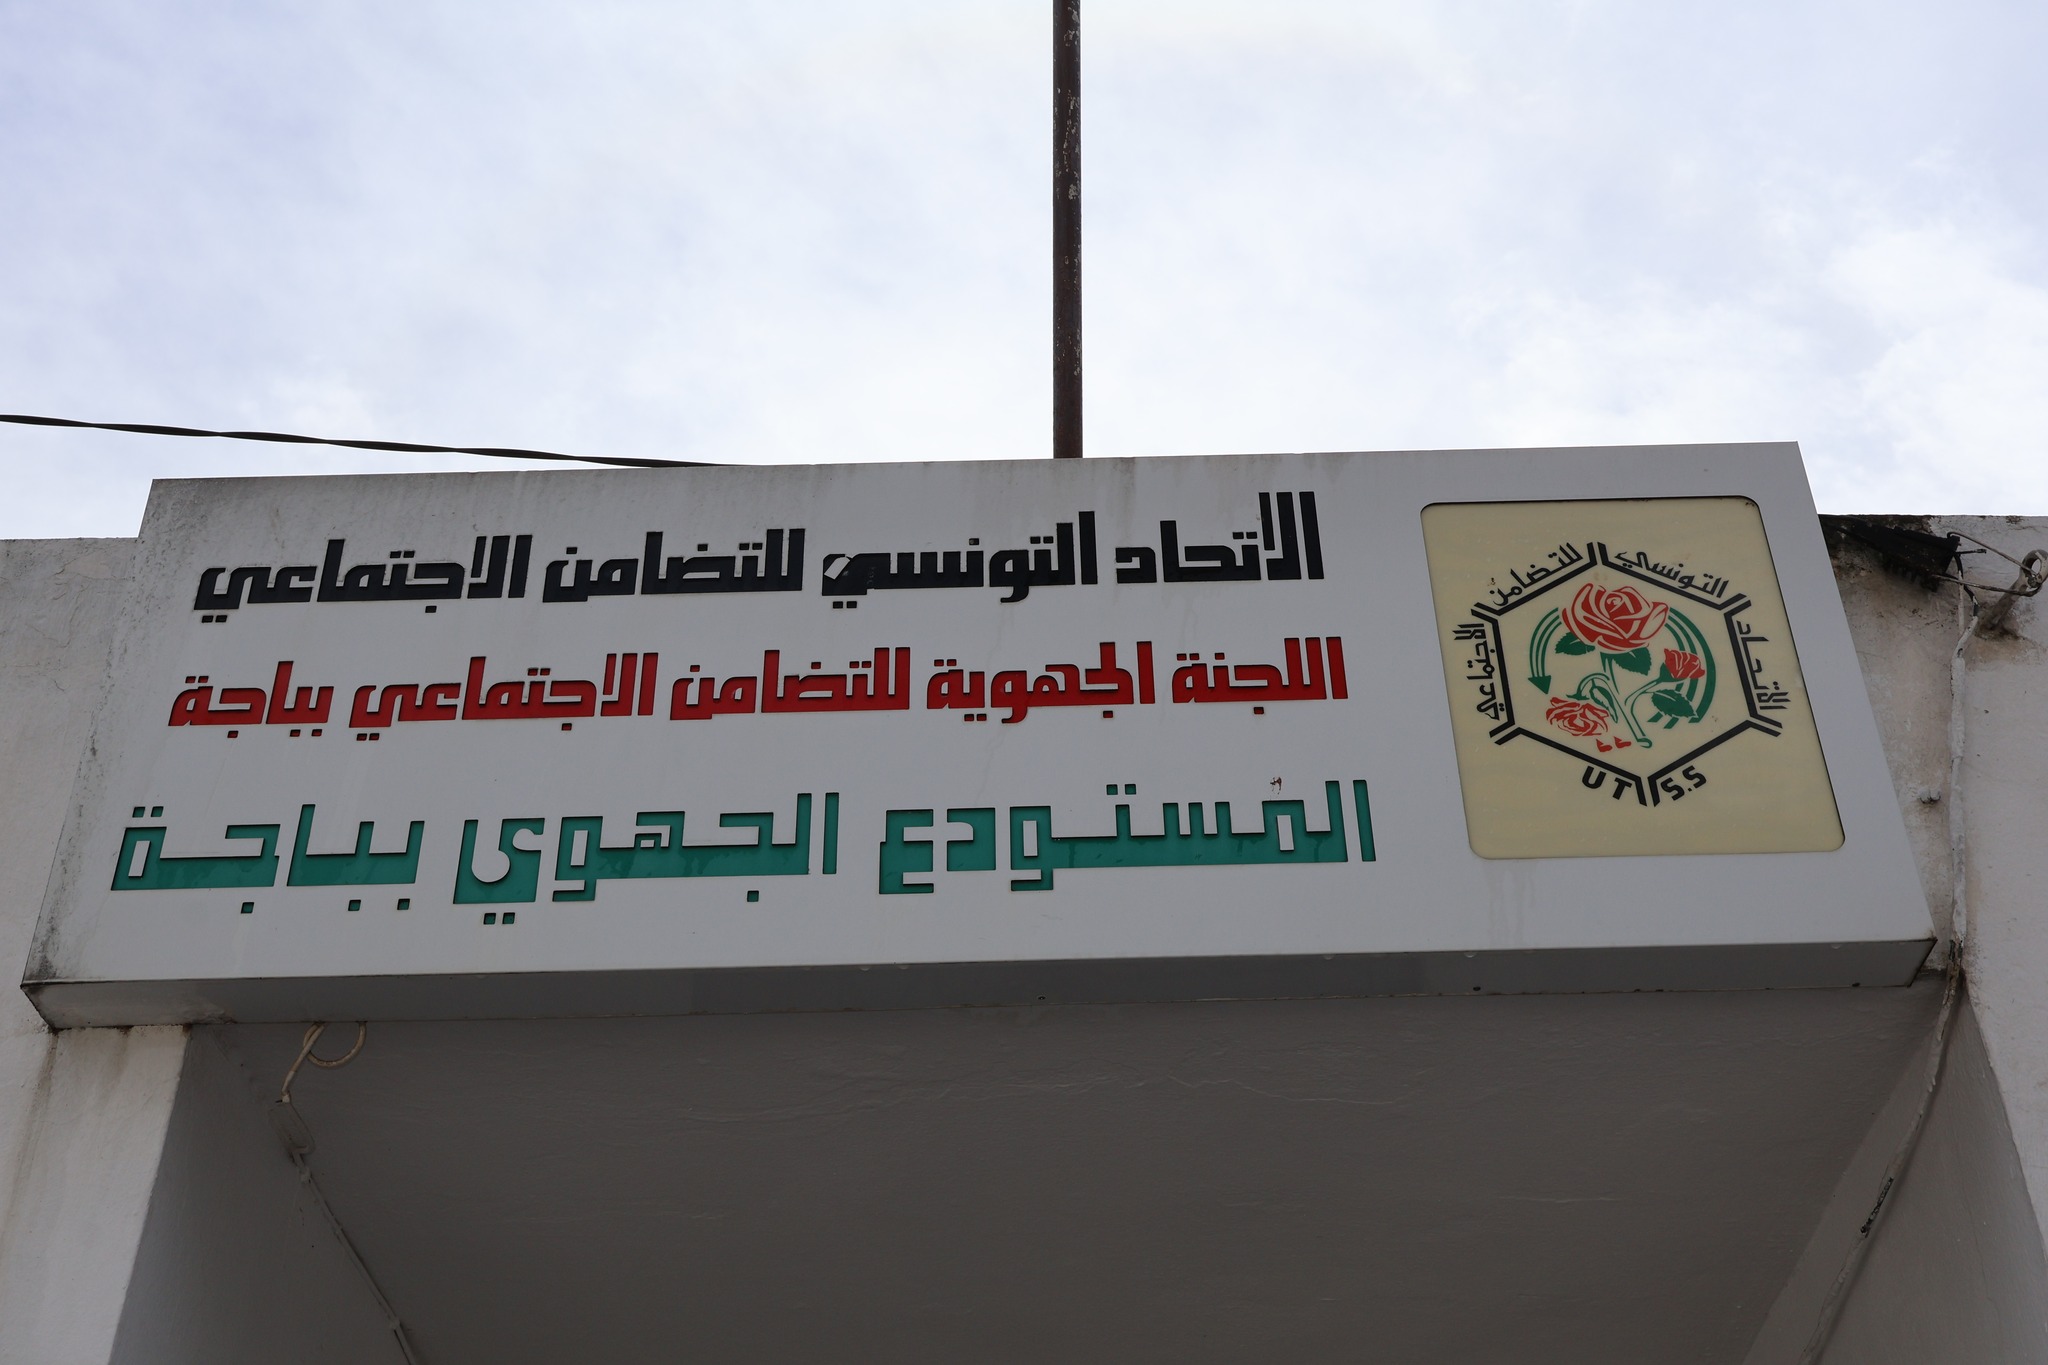 الاتحاد التونسي للتضامن الاجتماعي
اللجنة الجهوية للتضامن الاجتماعي بباجة
المستودع الجهوي بباجة
الاتحاد التونسي للتضامن الاجتماعي
U T S.S